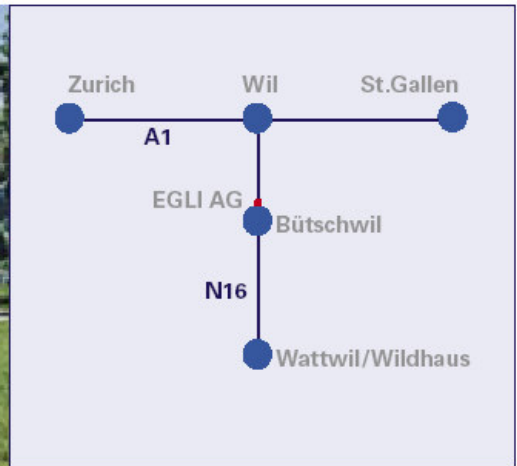 Zurich Wil St.Gallen
A1
EGLI AG
Bütschwil
N16
Wattwil/Wildhaus